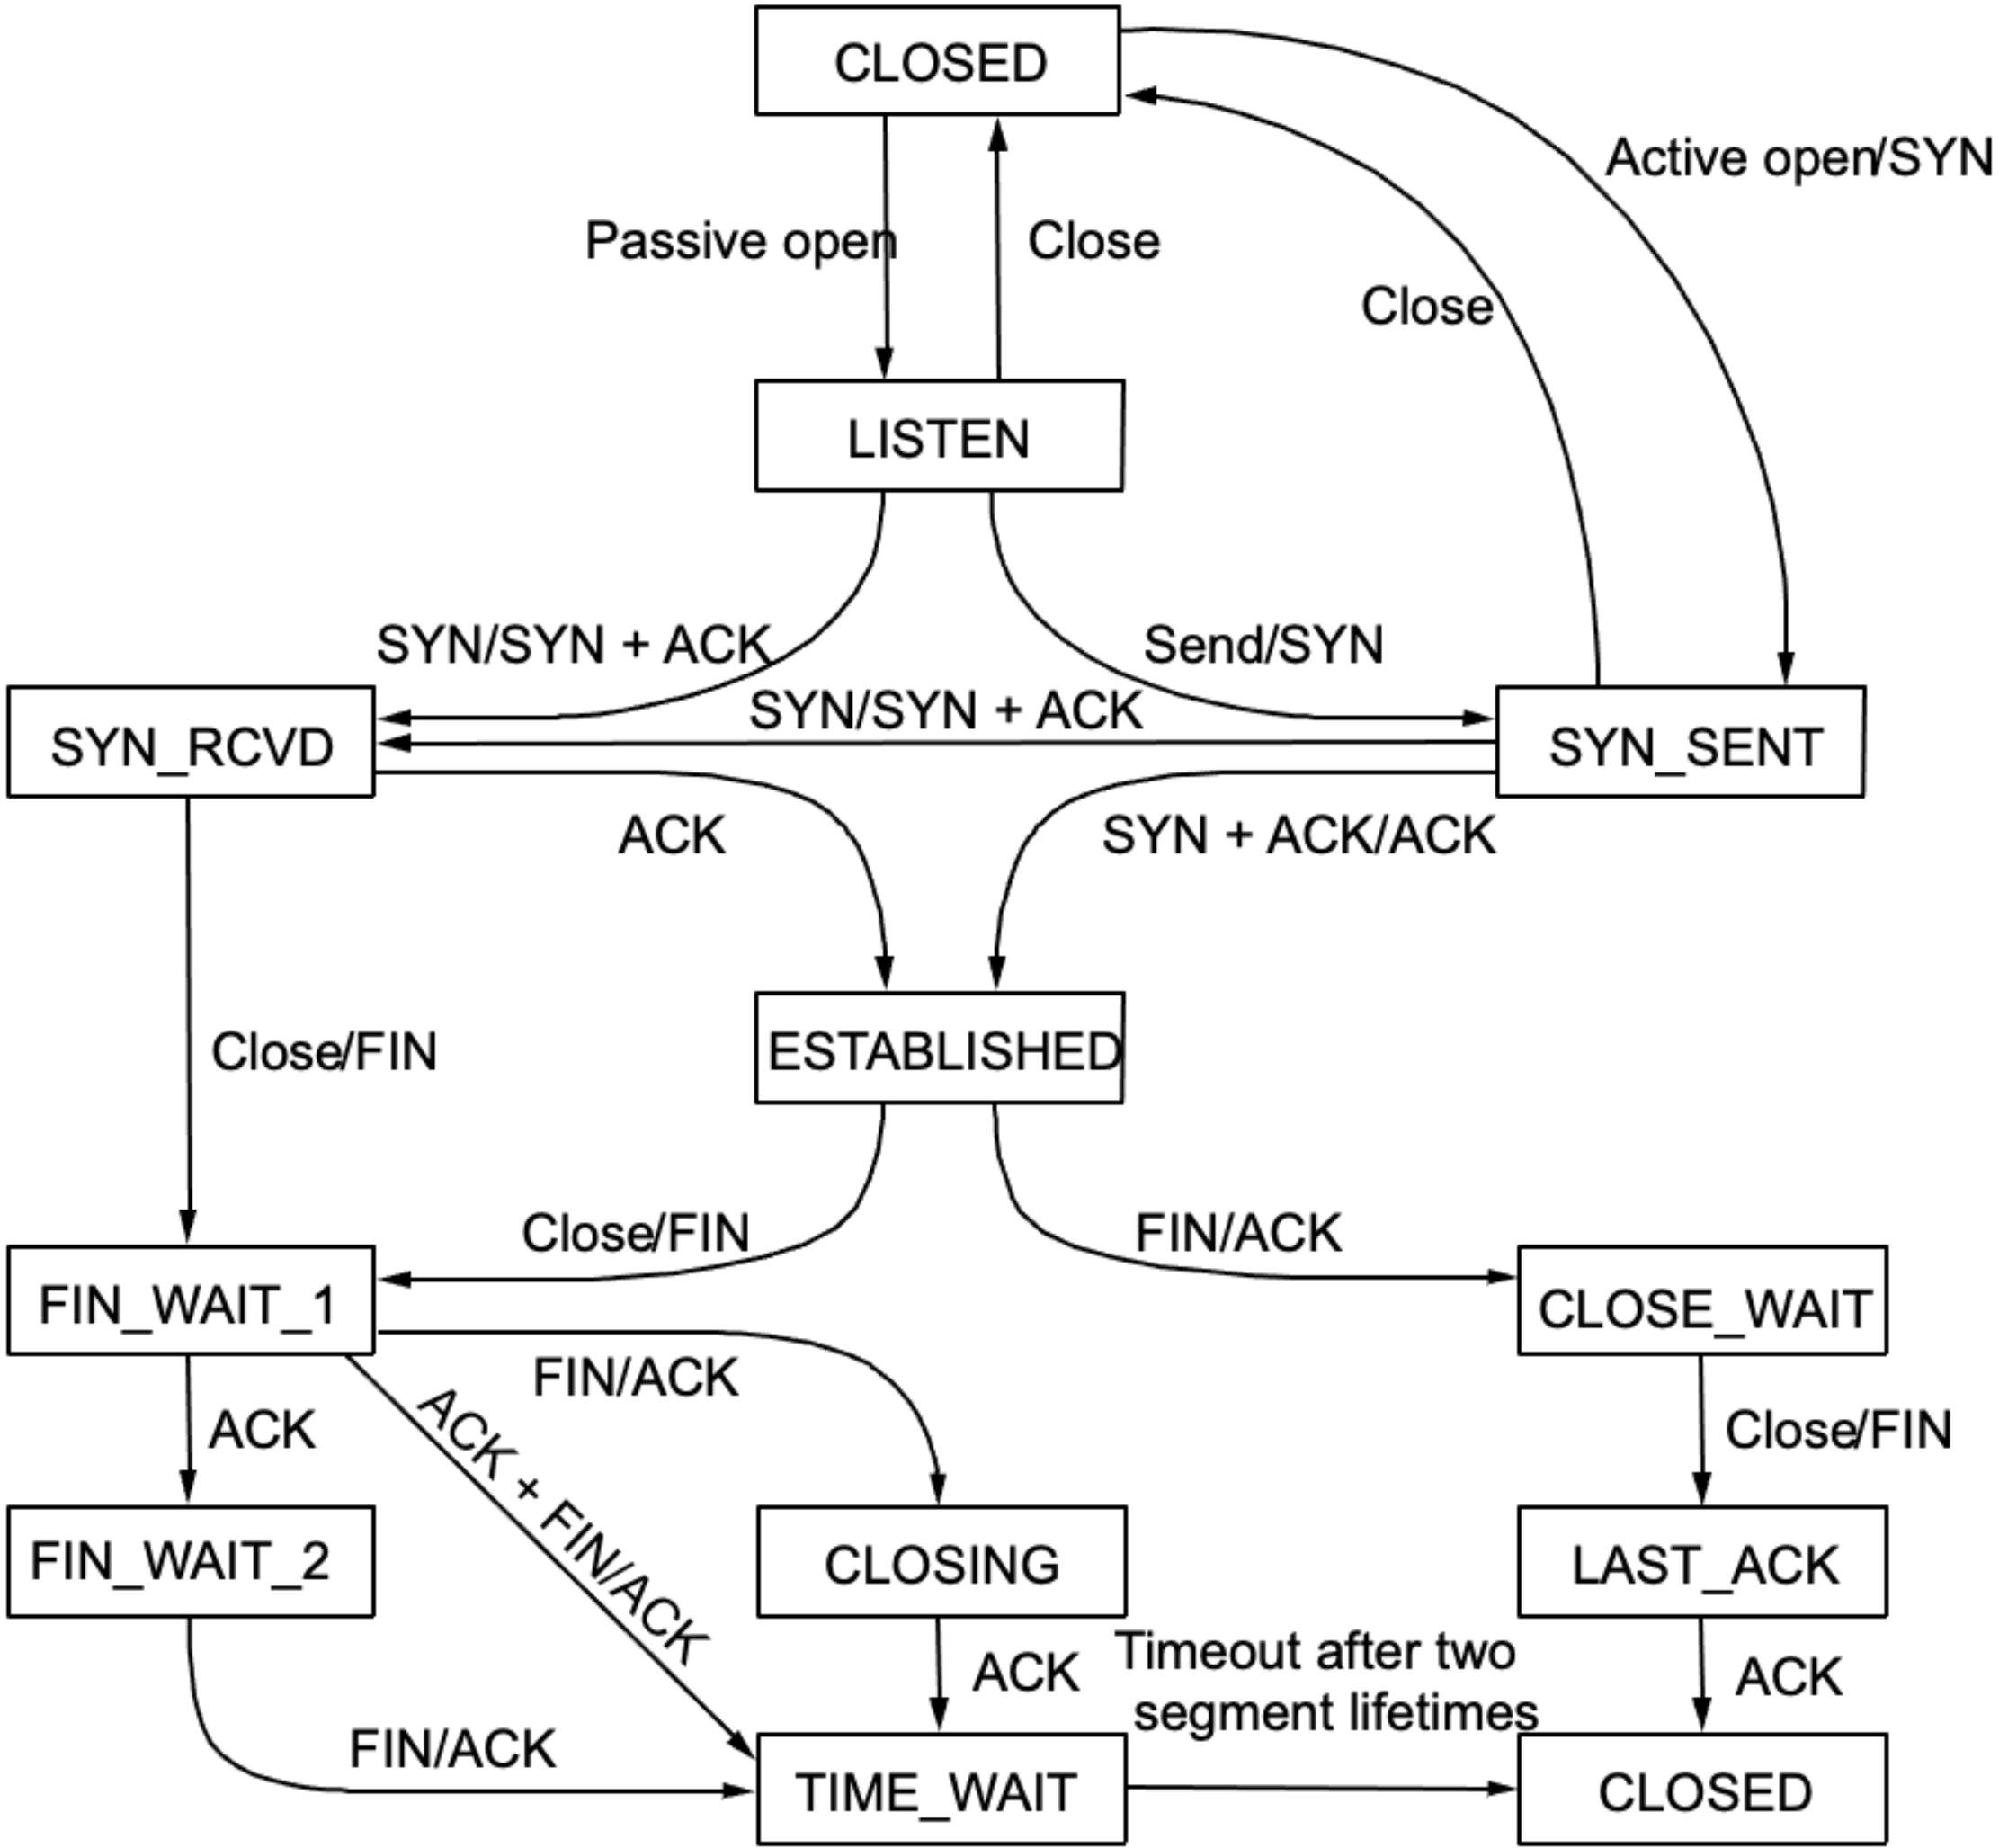 CLOSED
Active open/SYN
Passive open
Close
Close
LISTEN
SYN/SYN + ACK
Send/SYN
SYN/SYN + ACK
SYN_RCVD
SYN_SENT
ACK
SYN + ACK/ACK
Close/FIN
ESTABLISHED
Close/FIN
FIN/ACK
FIN_WAIT_1
CLOSE_WAIT
FIN/ACK
ACK
ACK + FIN/ACK
Close/FIN
FIN_WAIT_2
CLOSING
LAST_ACK
ACK
Timeout after two
segment lifetimes
ACK
FIN/ACK
TIME_WAIT
CLOSED